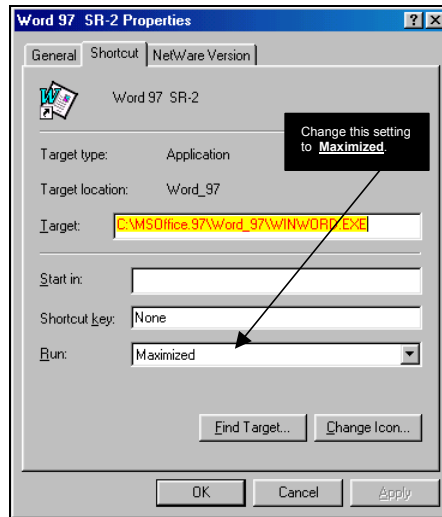 Word 97 SR-2 Properties
General Shortcut NetWare Version
Word 97 SR-2
Change this setting
to Maximized.
Target type: Application
Target location: Word_97
Target: C:\MSOffice.97\Word_97\WINWORD.EXE
Start in:
Shortcut key: None
Run: Maximized
Find Target... Change Icon...
OK Cancel Apply